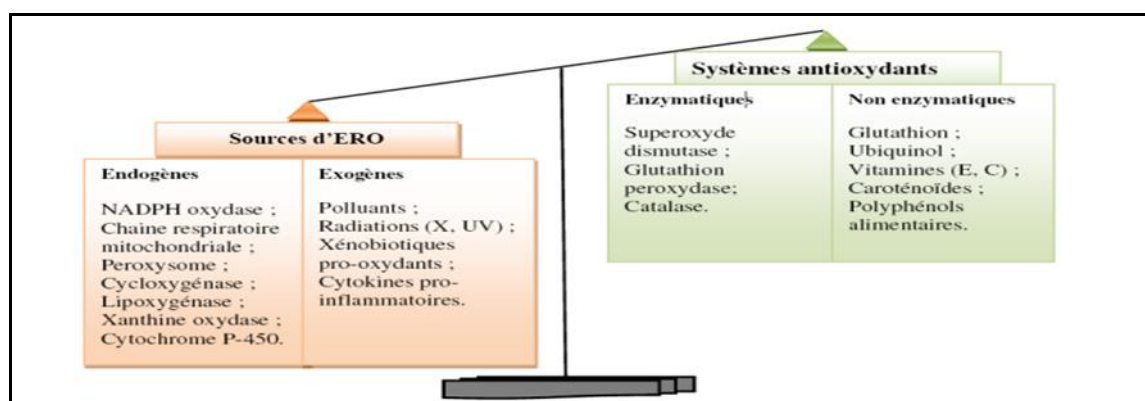 Systèmes antioxydants
Enzymatiques
Superoxyde
dismutase ;
Glutathion
peroxydase;
Catalase.
Non enzymatiques
Glutathion ;
Ubiquinol ;
Vitamines (E, C) ;
Caroténoïdes ;
Polyphénols
alimentaires.
Sources d'ERO
Endogènes
NADPH oxydase ;
Chaine respiratoire
mitochondriale ;
Peroxysome ;
Cycloxygénase ;
Lipoxygénase ;
Xanthine oxydase ;
Cytochrome P-450.
Exogènes
Polluants ;
Radiations (X, UV) ;
Xénobiotiques
pro-oxydants ;
Cytokines pro-
inflammatoires.